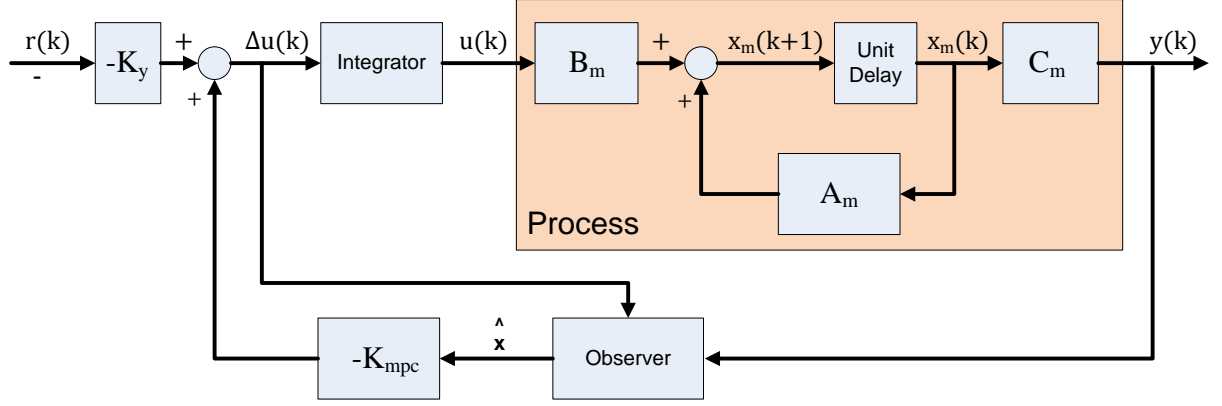 r(k)
-
-Ky
+
+
Δu(k)
Integrator
u(k)
Bm
+
+
xm(k+1)
Unit
Delay
xm(k)
Cm
y(k)
Am
Process
-Kmpc
^
x
Observer